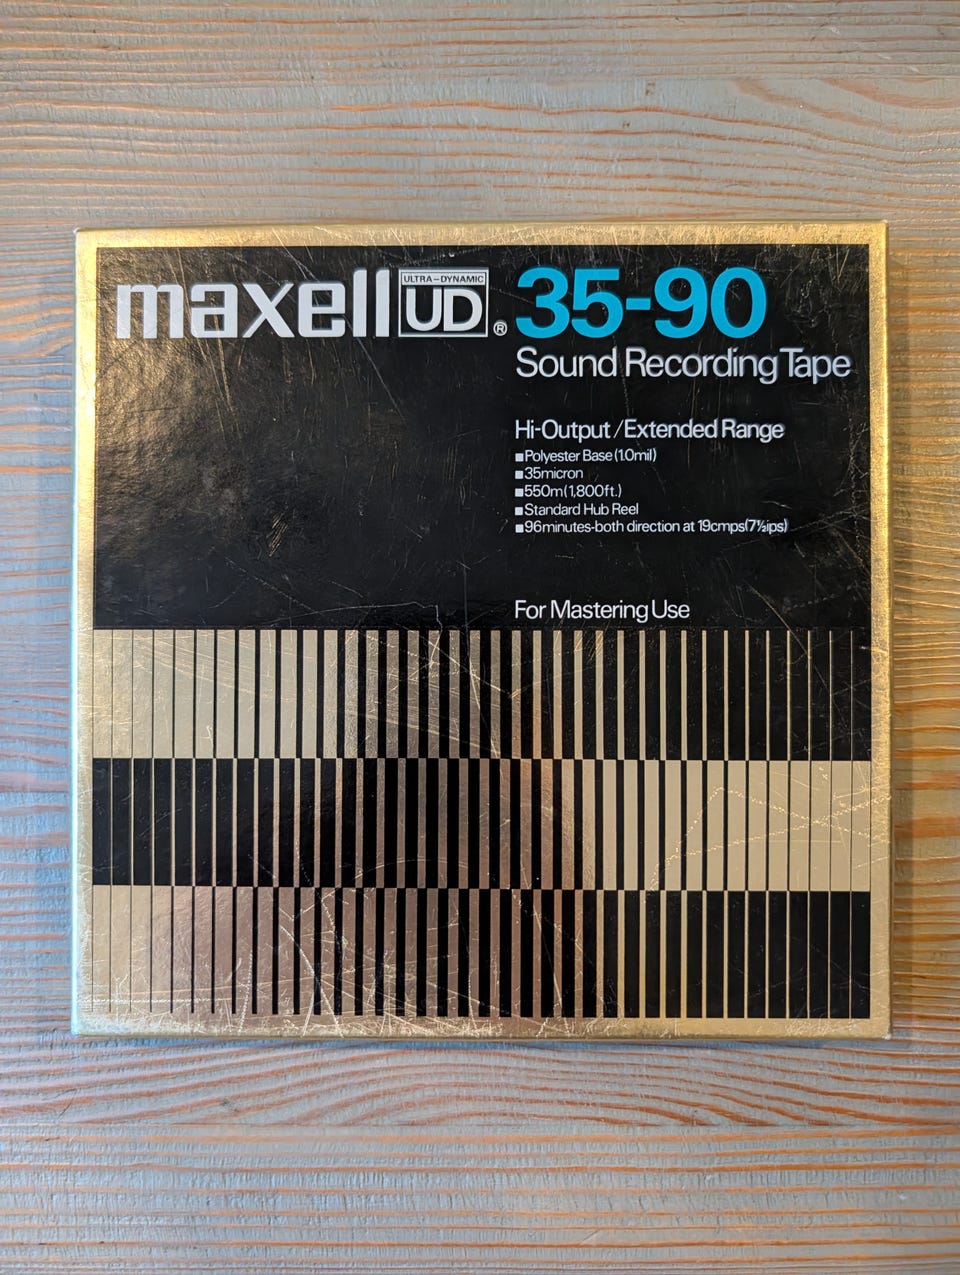 maxell ULTRA-DYNAMIC UD® 35-90
Sound Recording Tape
Hi-Output/Extended Range
■Polyester Base(1.0mil)
■35micron
■550m(1,800ft.)
■Standard Hub Reel
■96minutes-both direction at 19cmps(7½ips)
For Mastering Use